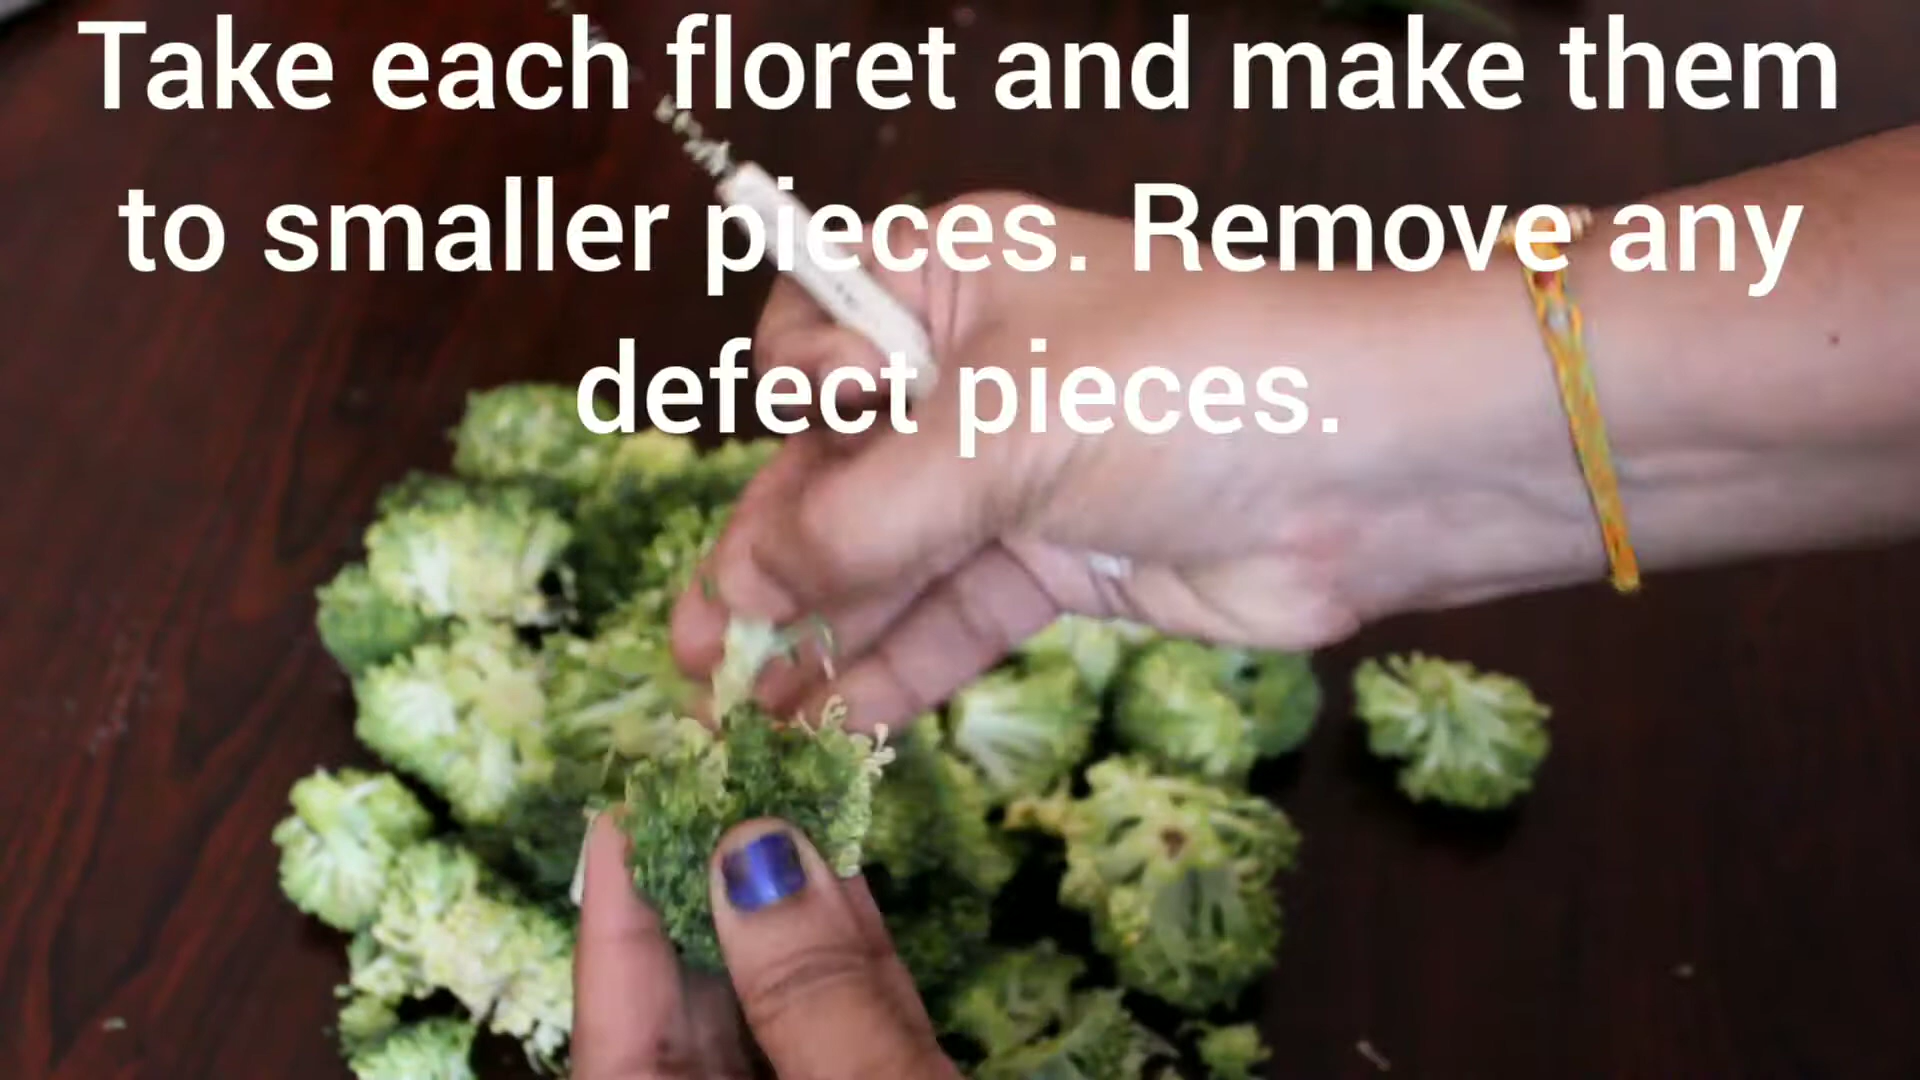 Take each floret and make them
to smaller pieces. Remove any
defect pieces.